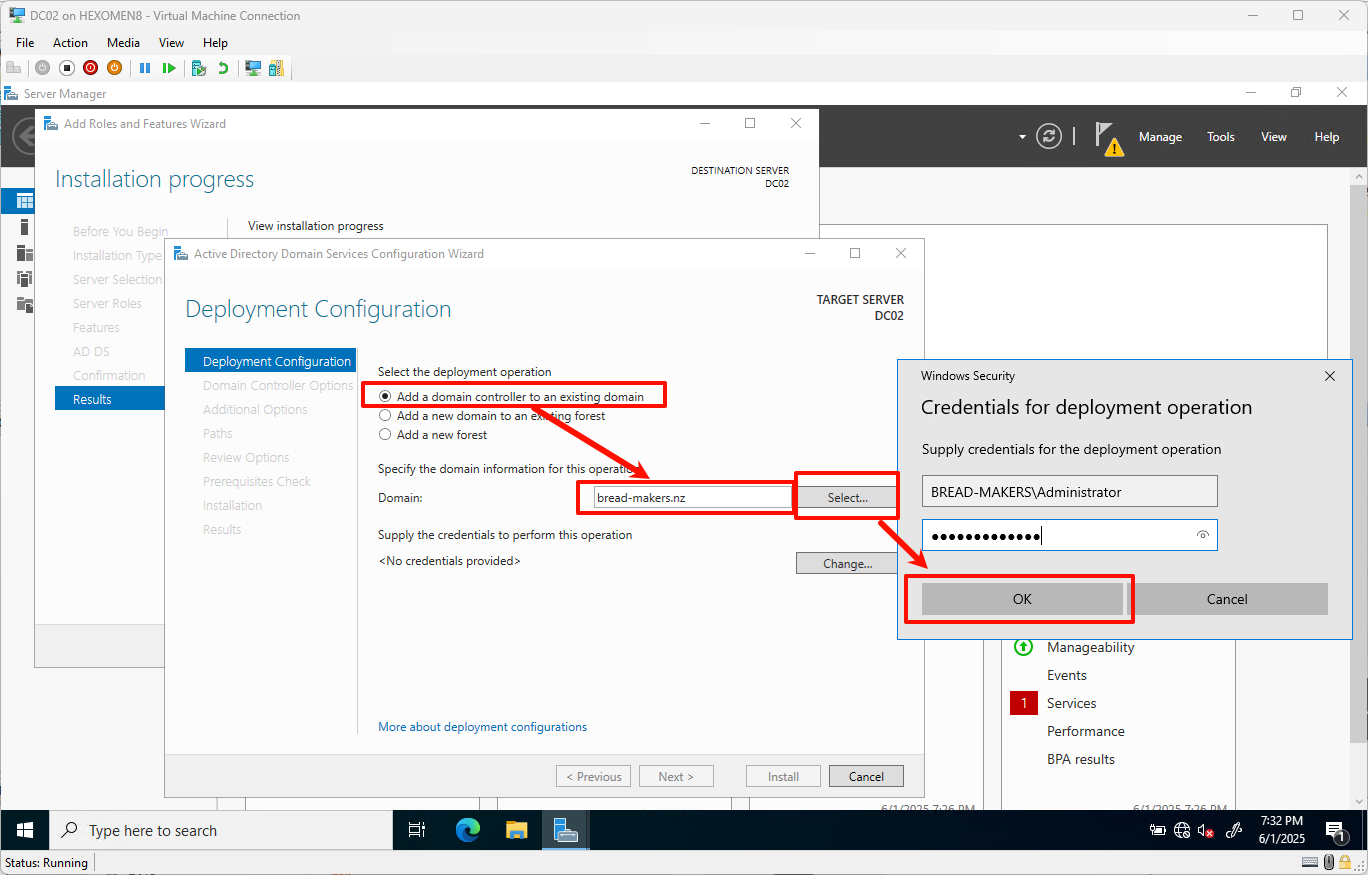 DC02 on HEXOMEN8 - Virtual Machine Connection
File Action Media View Help
Server Manager
Manage Tools View Help
Add Roles and Features Wizard
Installation progress
DESTINATION SERVER
DC02
Before You Begin
Installation Type
Server Selection
Server Roles
Features
AD DS
Confirmation
Results
View installation progress
Active Directory Domain Services Configuration Wizard
Deployment Configuration
TARGET SERVER
DC02
Deployment Configuration
Domain Controller Options
Additional Options
Paths
Review Options
Prerequisites Check
Installation
Results
Select the deployment operation
Add a domain controller to an existing domain
Add a new domain to an existing forest
Add a new forest
Specify the domain information for this operation
Domain:
bread-makers.nz
Select...
Supply the credentials to perform this operation
<No credentials provided>
Change...
More about deployment configurations
< Previous
Next >
Install
Cancel
Windows Security
Credentials for deployment operation
Supply credentials for the deployment operation
BREAD-MAKERS\Administrator
●●●●●●●●●●●●●
OK
Cancel
Manageability
Events
1 Services
Performance
BPA results
6/1/2025 7:26 PM
6/1/2025 7:26 PM
Type here to search
7:32 PM
6/1/2025
1
Status: Running